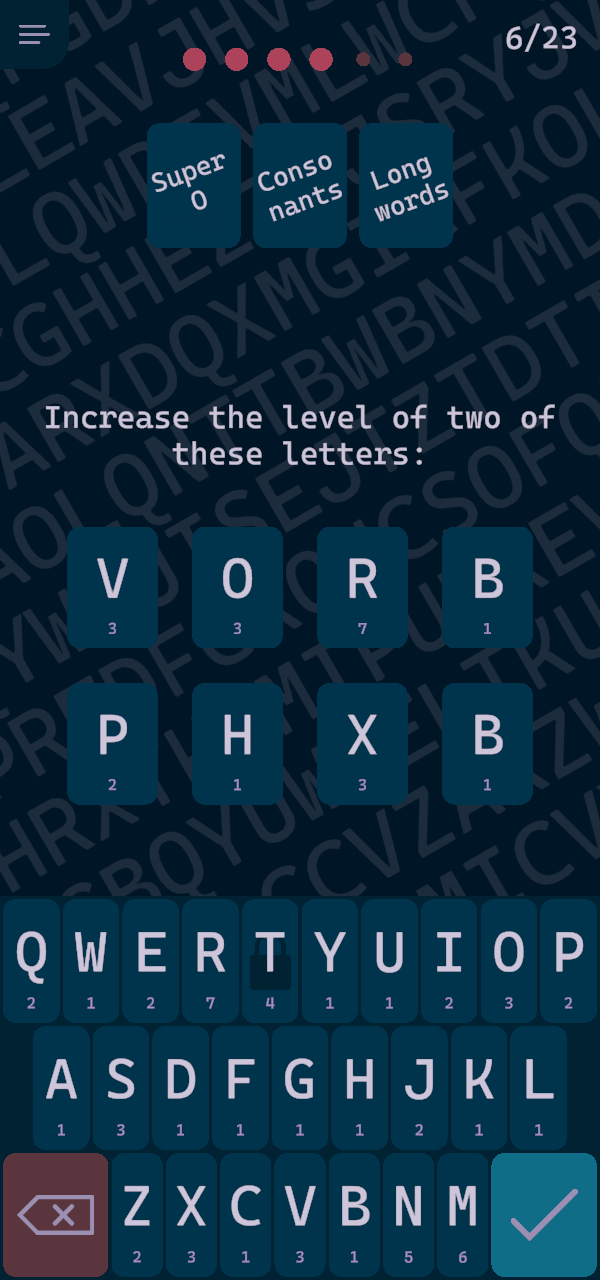 6/23
Super
O
Conso
nants
Long
words
Increase the level of two of
these letters:
V O R B
3 3 7 1
P H X B
2 1 3 1
Q W E R T Y U I O P
2 1 2 7 4 1 1 2 3 2
A S D F G H J K L
1 3 1 1 1 1 2 1 1
Z X C V B N M
2 3 1 3 1 5 6